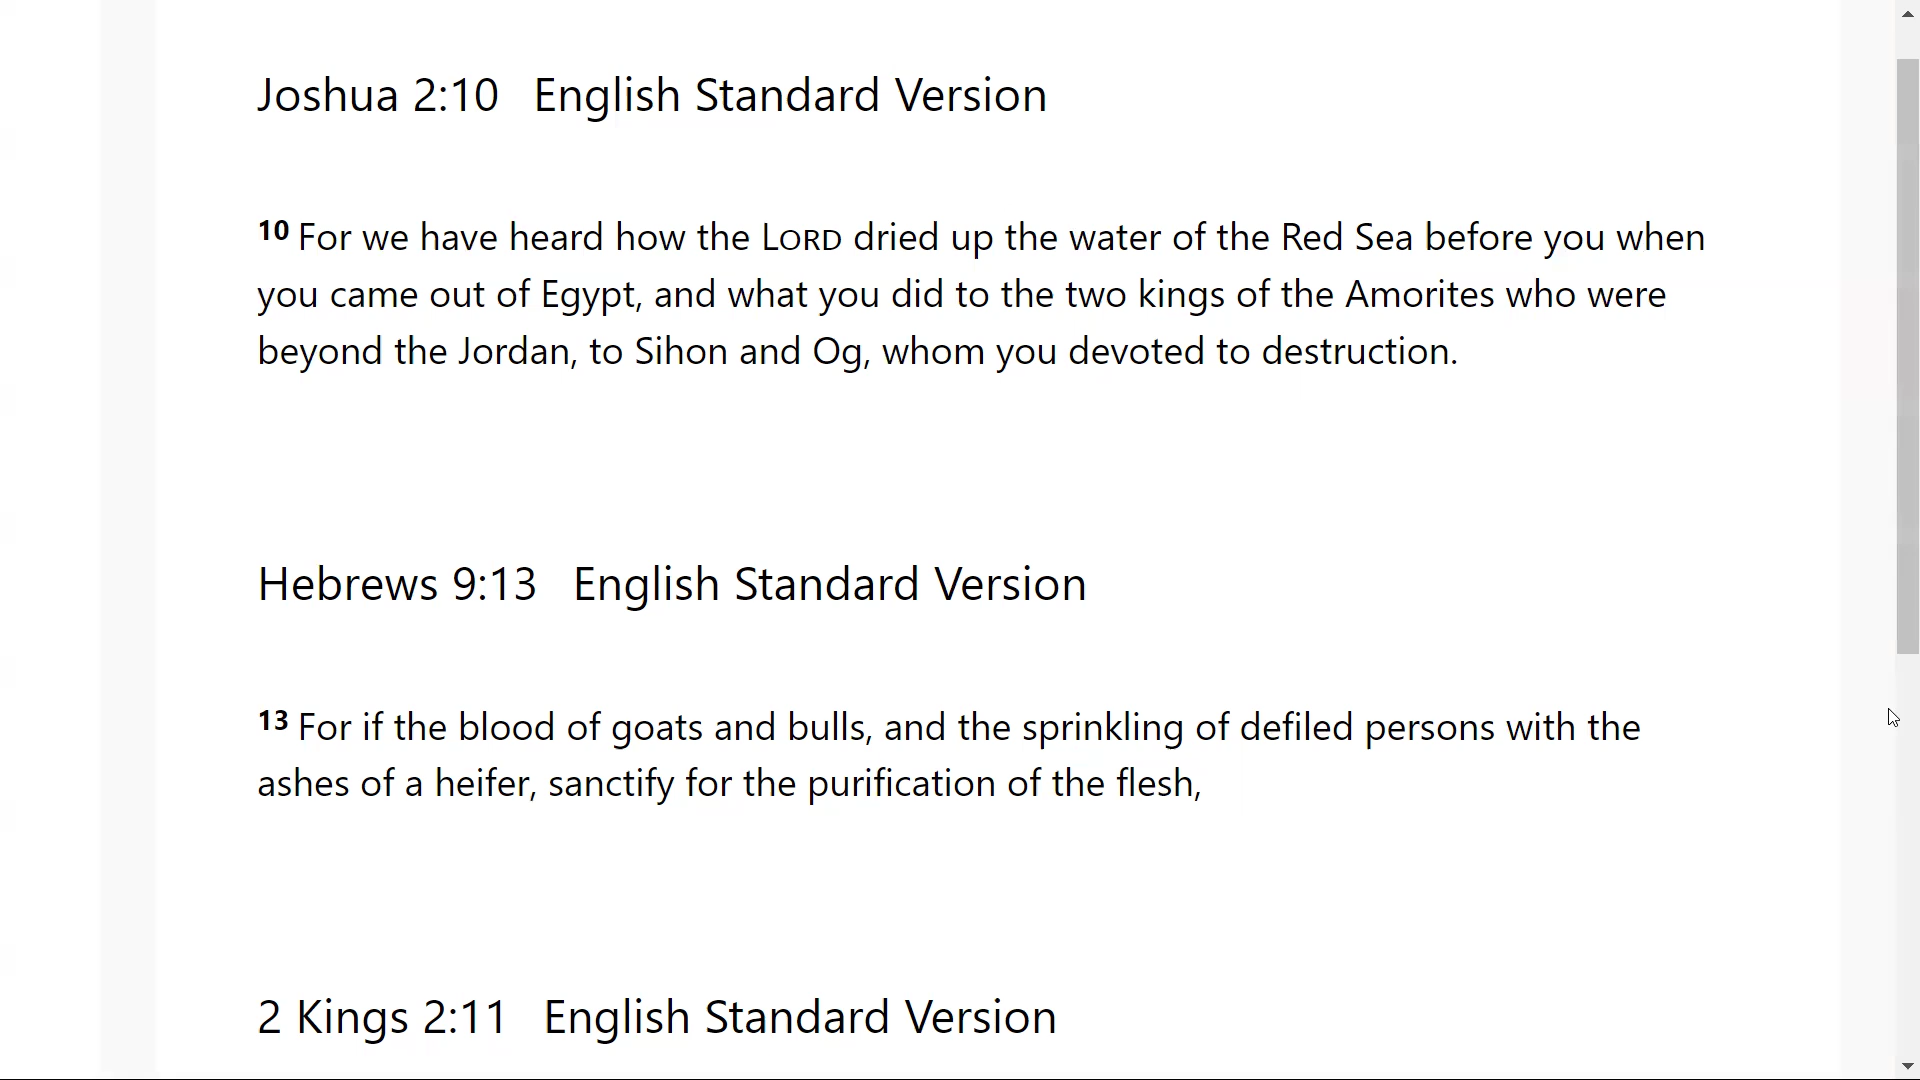 Joshua 2:10 English Standard Version
10 For we have heard how the LORD dried up the water of the Red Sea before you when
you came out of Egypt, and what you did to the two kings of the Amorites who were
beyond the Jordan, to Sihon and Og, whom you devoted to destruction.
Hebrews 9:13 English Standard Version
13 For if the blood of goats and bulls, and the sprinkling of defiled persons with the
ashes of a heifer, sanctify for the purification of the flesh,
2 Kings 2:11 English Standard Version